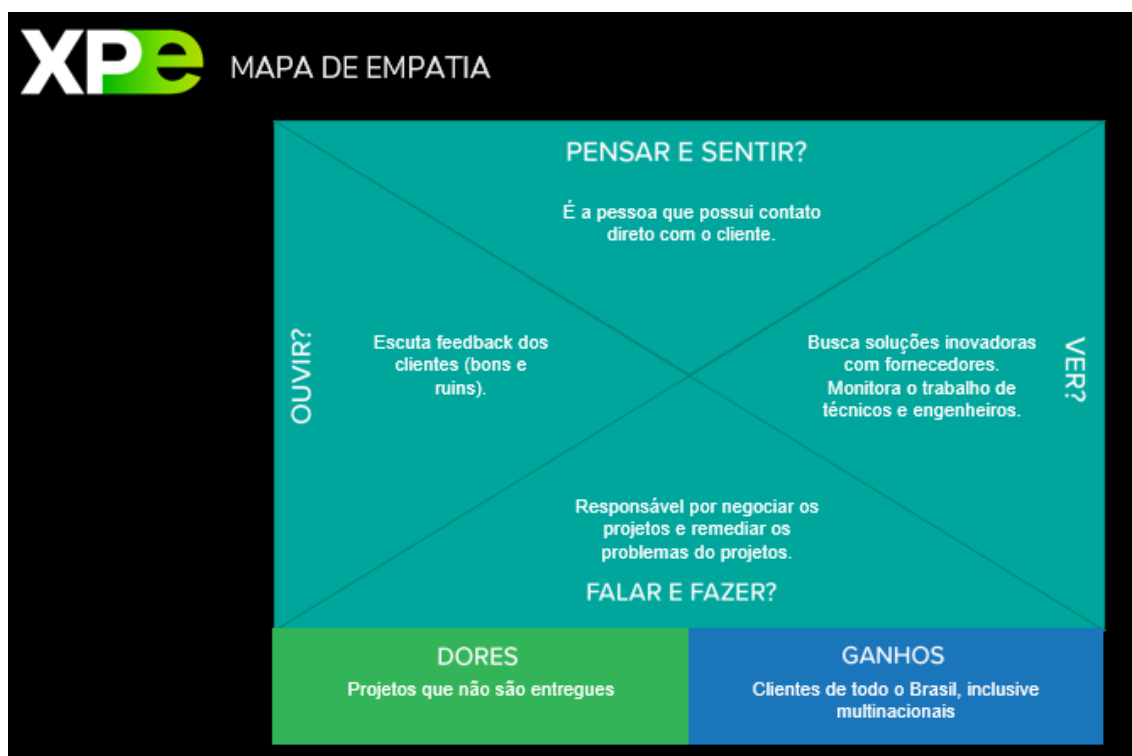 XPe MAPA DE EMPATIA
PENSAR E SENTIR?
É a pessoa que possui contato
direto com o cliente.
OUVIR?
Escuta feedback dos
clientes (bons e
ruins).
Busca soluções inovadoras
com fornecedores.
Monitora o trabalho de
técnicos e engenheiros.
VER?
Responsável por negociar os
projetos e remediar os
problemas do projetos.
FALAR E FAZER?
DORES
Projetos que não são entregues
GANHOS
Clientes de todo o Brasil, inclusive
multinacionais